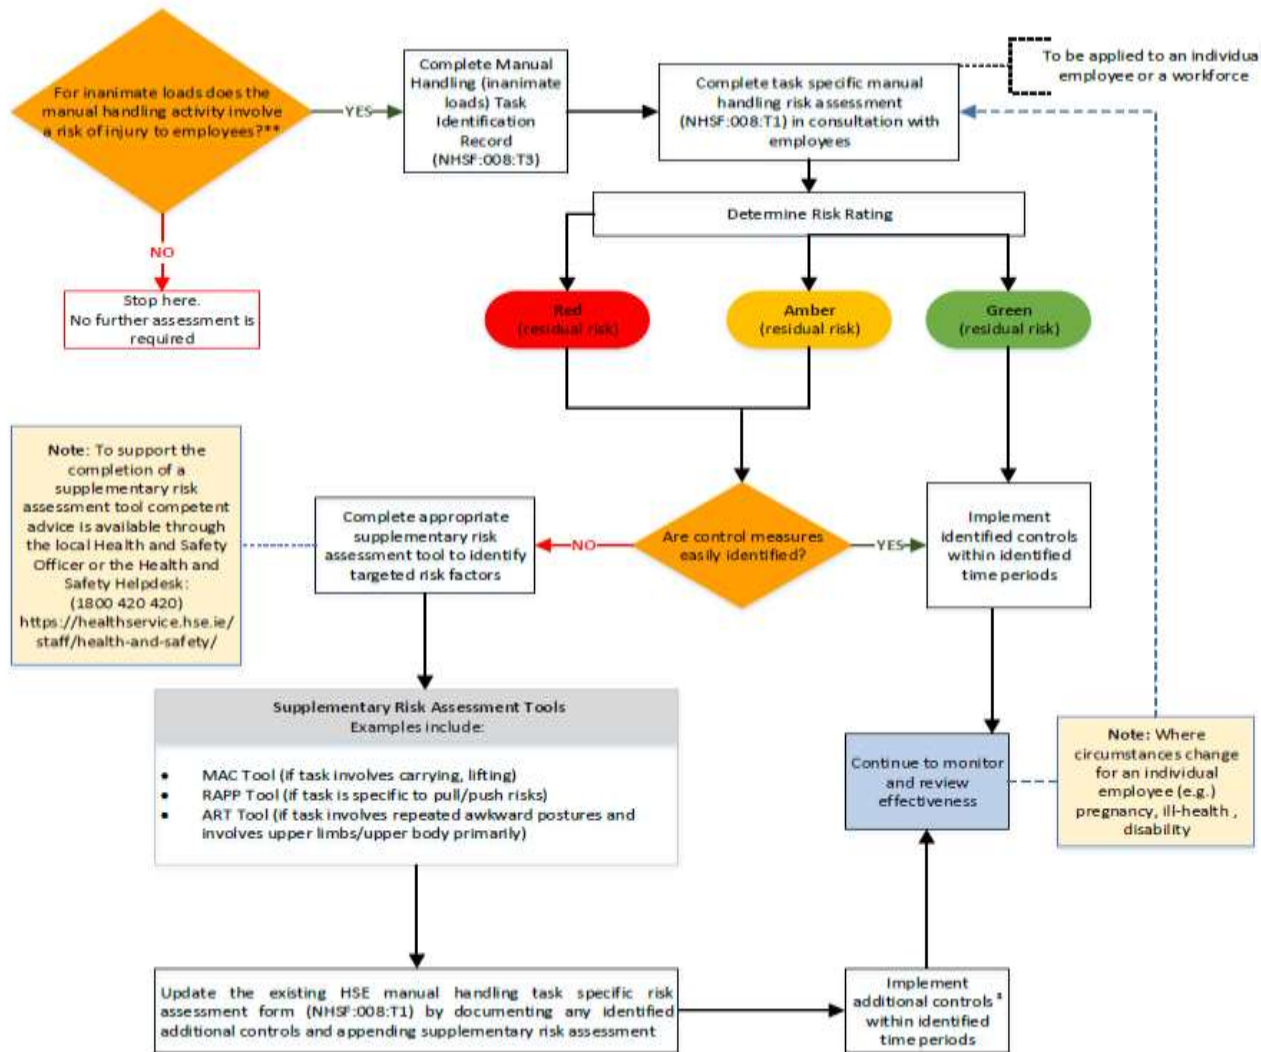 For inanimate loads does the
manual handling activity involve
a risk of injury to employees?**
YES
Complete Manual
Handling (inanimate
loads) Task
Identification
Record
(NHSF:008:T3)
Complete task specific manual
handling risk assessment
(NHSF:008:T1) in consultation with
employees
To be applied to an individual
employee or a workforce
NO
Stop here.
No further assessment is
required
Determine Risk Rating
Red
(residual risk)
Amber
(residual risk)
Green
(residual risk)
Note: To support the
completion of a
supplementary risk
assessment tool competent
advice is available through
the local Health and Safety
Officer or the Health and
Safety Helpdesk:
(1800 420 420)
https://healthservice.hse.ie/
staff/health-and-safety/
Complete appropriate
supplementary risk
assessment tool to identify
targeted risk factors
NO
Are control measures
easily identified?
YES
Implement
identified controls
within identified
time periods
Supplementary Risk Assessment Tools
Examples include:
• MAC Tool (if task involves carrying, lifting)
• RAPP Tool (if task is specific to pull/push risks)
• ART Tool (if task involves repeated awkward postures and
involves upper limbs/upper body primarily)
Continue to monitor
and review
effectiveness
Note: Where
circumstances change
for an individual
employee (e.g.)
pregnancy, ill-health ,
disability
Update the existing HSE manual handling task specific risk
assessment form (NHSF:008:T1) by documenting any identified
additional controls and appending supplementary risk assessment
Implement
additional controls
within identified
time periods